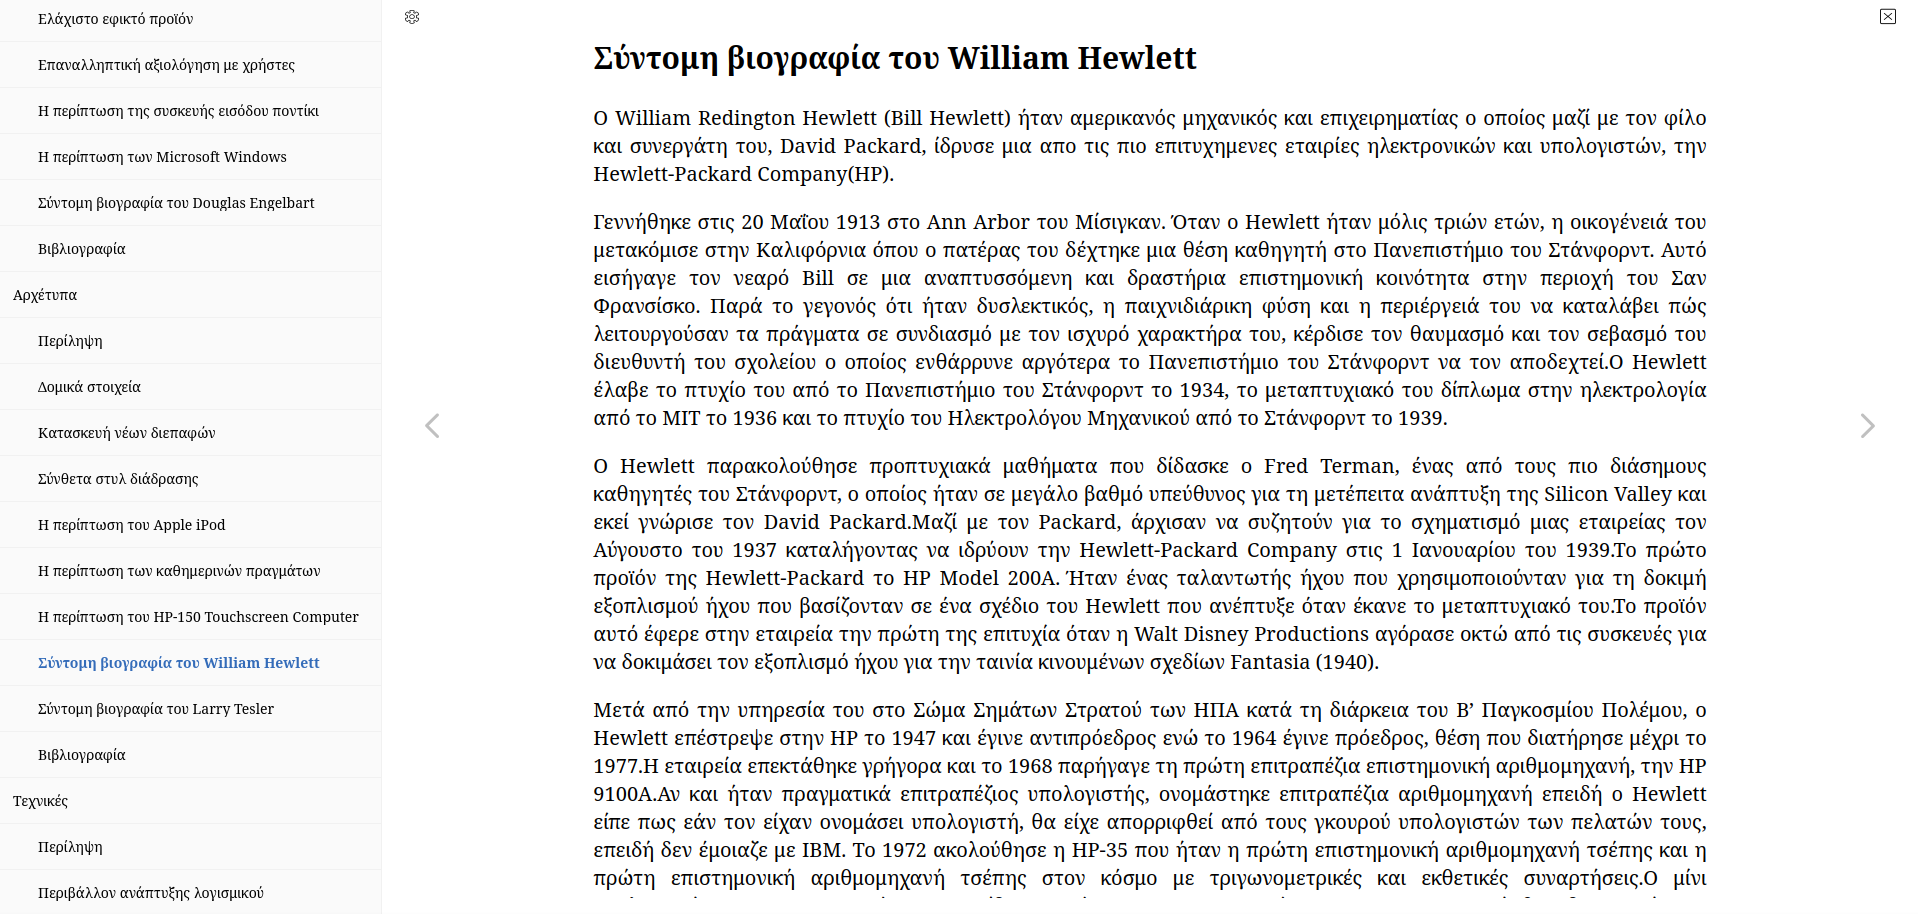 Ελάχιστο εφικτό προϊόν
Επαναλληπτική αξιολόγηση με χρήστες
Η περίπτωση της συσκευής εισόδου ποντίκι
Η περίπτωση των Microsoft Windows
Σύντομη βιογραφία του Douglas Engelbart
Βιβλιογραφία
Αρχέτυπα
Περίληψη
Δομικά στοιχεία
Κατασκευή νέων διεπαφών
Σύνθετα στυλ διάδρασης
Η περίπτωση του Apple iPod
Η περίπτωση των καθημερινών πραγμάτων
Η περίπτωση του HP-150 Touchscreen Computer
Σύντομη βιογραφία του William Hewlett
Σύντομη βιογραφία του Larry Tesler
Βιβλιογραφία
Τεχνικές
Περίληψη
Περιβάλλον ανάπτυξης λογισμικού
Σύντομη βιογραφία του William Hewlett
Ο William Redington Hewlett (Bill Hewlett) ήταν αμερικανός μηχανικός και επιχειρηματίας ο οποίος μαζί με τον φίλο
και συνεργάτη του, David Packard, ίδρυσε μια απο τις πιο επιτυχημενες εταιρίες ηλεκτρονικών και υπολογιστών, την
Hewlett-Packard Company(HP).
Γεννήθηκε στις 20 Μαΐου 1913 στο Ann Arbor του Μίσιγκαν. Όταν ο Hewlett ήταν μόλις τριών ετών, η οικογένειά του
μετακόμισε στην Καλιφόρνια όπου ο πατέρας του δέχτηκε μια θέση καθηγητή στο Πανεπιστήμιο του Στάνφορντ. Αυτό
εισήγαγε τον νεαρό Bill σε μια αναπτυσσόμενη και δραστήρια επιστημονική κοινότητα στην περιοχή του Σαν
Φρανσίσκο. Παρά το γεγονός ότι ήταν δυσλεκτικός, η παιχνιδιάρικη φύση και η περιέργειά του να καταλάβει πώς
λειτουργούσαν τα πράγματα σε συνδιασμό με τον ισχυρό χαρακτήρα του, κέρδισε τον θαυμασμό και τον σεβασμό του
διευθυντή του σχολείου ο οποίος ενθάρρυνε αργότερα το Πανεπιστήμιο του Στάνφορντ να τον αποδεχτεί.Ο Hewlett
έλαβε το πτυχίο του από το Πανεπιστήμιο του Στάνφορντ το 1934, το μεταπτυχιακό του δίπλωμα στην ηλεκτρολογία
από το MIT το 1936 και το πτυχίο του Ηλεκτρολόγου Μηχανικού από το Στάνφορντ το 1939.
Ο Hewlett παρακολούθησε προπτυχιακά μαθήματα που δίδασκε ο Fred Terman, ένας από τους πιο διάσημους
καθηγητές του Στάνφορντ, ο οποίος ήταν σε μεγάλο βαθμό υπεύθυνος για τη μετέπειτα ανάπτυξη της Silicon Valley και
εκεί γνώρισε τον David Packard.Μαζί με τον Packard, άρχισαν να συζητούν για το σχηματισμό μιας εταιρείας τον
Αύγουστο του 1937 καταλήγοντας να ιδρύουν την Hewlett-Packard Company στις 1 Ιανουαρίου του 1939.Το πρώτο
προϊόν της Hewlett-Packard το HP Model 200A. Ήταν ένας ταλαντωτής ήχου που χρησιμοποιούνταν για τη δοκιμή
εξοπλισμού ήχου που βασίζονταν σε ένα σχέδιο του Hewlett που ανέπτυξε όταν έκανε το μεταπτυχιακό του.Το προϊόν
αυτό έφερε στην εταιρεία την πρώτη της επιτυχία όταν η Walt Disney Productions αγόρασε οκτώ από τις συσκευές για
να δοκιμάσει τον εξοπλισμό ήχου για την ταινία κινουμένων σχεδίων Fantasia (1940).
Μετά από την υπηρεσία του στο Σώμα Σημάτων Στρατού των ΗΠΑ κατά τη διάρκεια του Β’ Παγκοσμίου Πολέμου, ο
Hewlett επέστρεψε στην HP το 1947 και έγινε αντιπρόεδρος ενώ το 1964 έγινε πρόεδρος, θέση που διατήρησε μέχρι το
1977.Η εταιρεία επεκτάθηκε γρήγορα και το 1968 παρήγαγε τη πρώτη επιτραπέζια επιστημονική αριθμομηχανή, την HP
9100A.Αν και ήταν πραγματικά επιτραπέζιος υπολογιστής, ονομάστηκε επιτραπέζια αριθμομηχανή επειδή ο Hewlett
είπε πως εάν τον είχαν ονομάσει υπολογιστή, θα είχε απορριφθεί από τους γκουρού υπολογιστών των πελατών τους,
επειδή δεν έμοιαζε με IBM. Το 1972 ακολούθησε η HP-35 που ήταν η πρώτη επιστημονική αριθμομηχανή τσέπης και η
πρώτη επιστημονική αριθμομηχανή τσέπης στον κόσμο με τριγωνομετρικές και εκθετικές συναρτήσεις.Ο μίνι